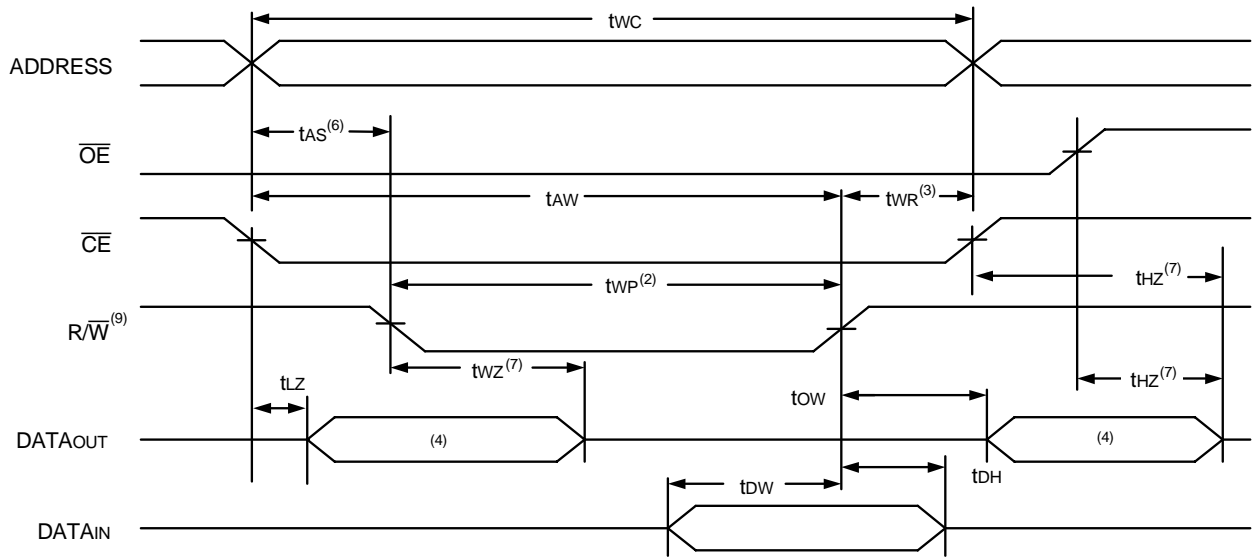 tWC
ADDRESS
tAS(6)
OE
tAW
tWR(3)
CE
tWP(2)
tHZ(7)
R/W(9)
tWZ(7)
tLZ
tOW
tHZ(7)
DATAOUT
(4)
(4)
tDW
tDH
DATAIN